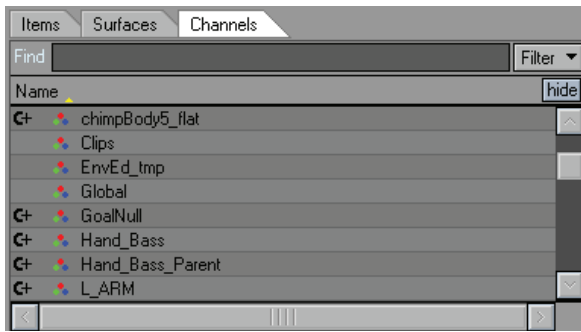 Items Surfaces Channels
Find Filter
Name hide
C+ chimpBody5_flat
Clips
EnvEd_tmp
Global
C+ GoalNull
C+ Hand_Bass
C+ Hand_Bass_Parent
C+ L_ARM